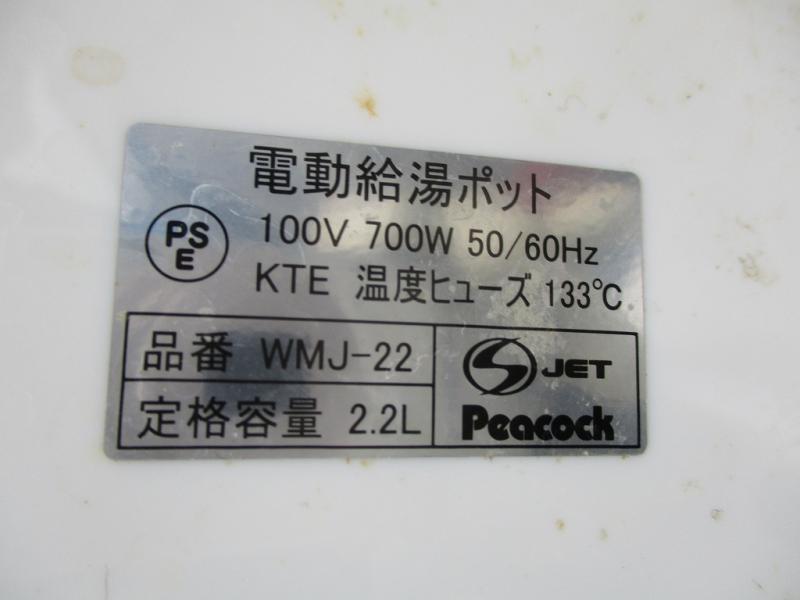 電動給湯ポット
PS
E
100V 700W 50/60Hz
KTE 温度ヒューズ 133℃
品番 WMJ-22
定格容量 2.2L
S JET
Peacock